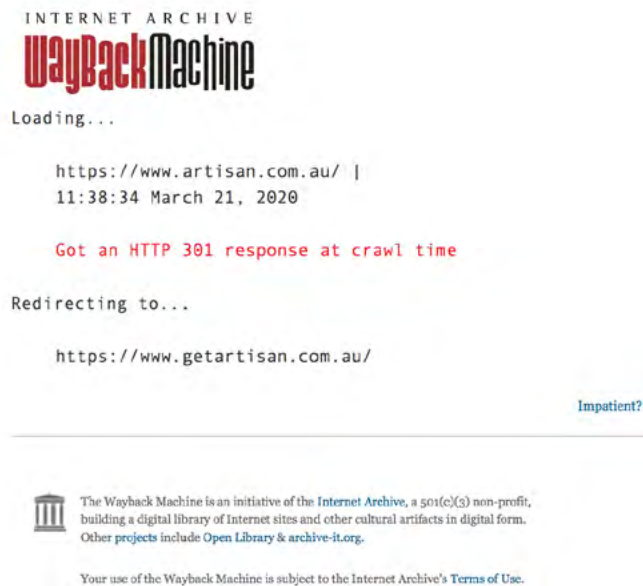 INTERNET ARCHIVE
WayBackMachine
Loading...
https://www.artisan.com.au/ |
11:38:34 March 21, 2020
Got an HTTP 301 response at crawl time
Redirecting to...
https://www.getartisan.com.au/
Impatient?
The Wayback Machine is an initiative of the Internet Archive, a 501(c)(3) non-profit,
building a digital library of Internet sites and other cultural artifacts in digital form.
Other projects include Open Library & archive-it.org.
Your use of the Wayback Machine is subject to the Internet Archive's Terms of Use.